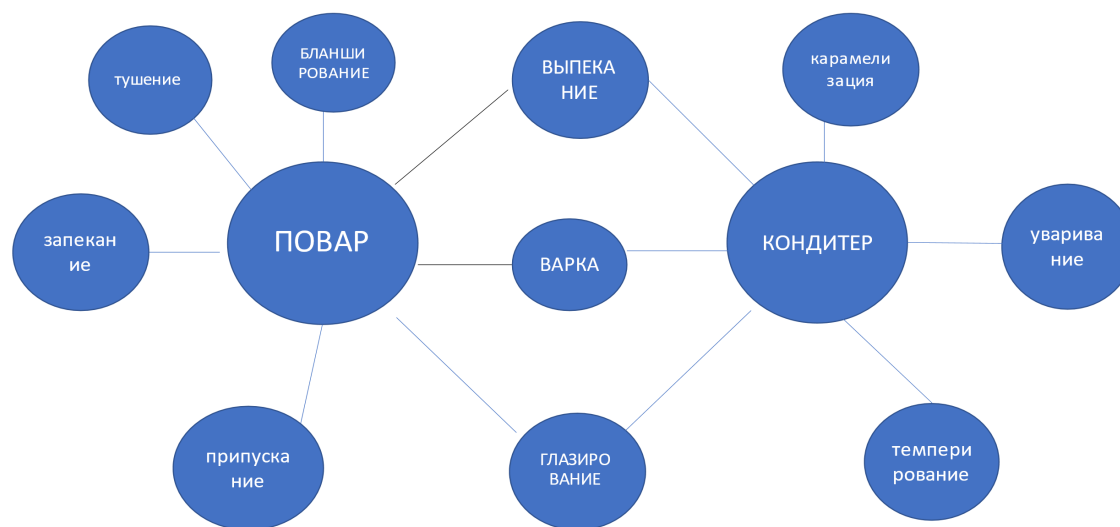 тушение
БЛАНШИ
РОВАНИЕ
ВЫПЕКА
НИЕ
карамели
зация
запекан
ие
ПОВАР
ВАРКА
КОНДИТЕР
уварива
ние
припуска
ние
ГЛАЗИРО
ВАНИЕ
темпери
рование